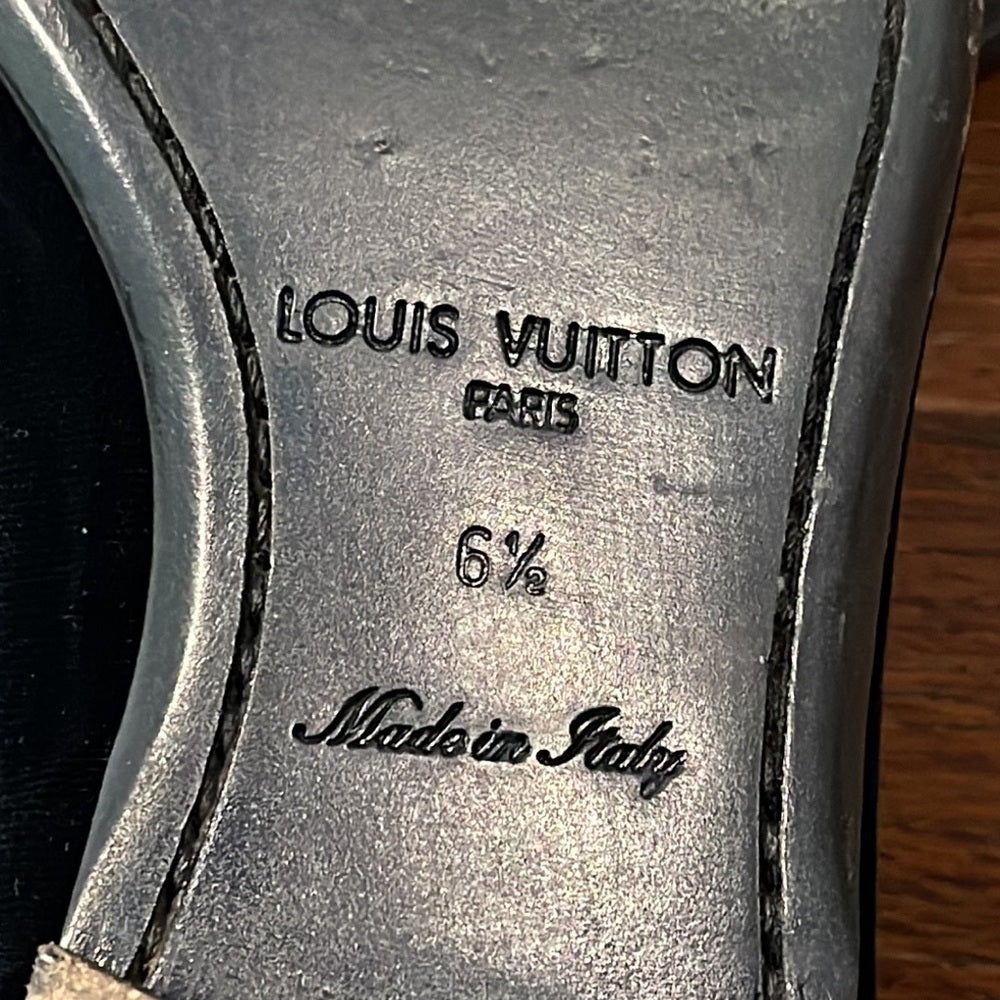 LOUIS VUITTON
PARIS
6½
Made in Italy